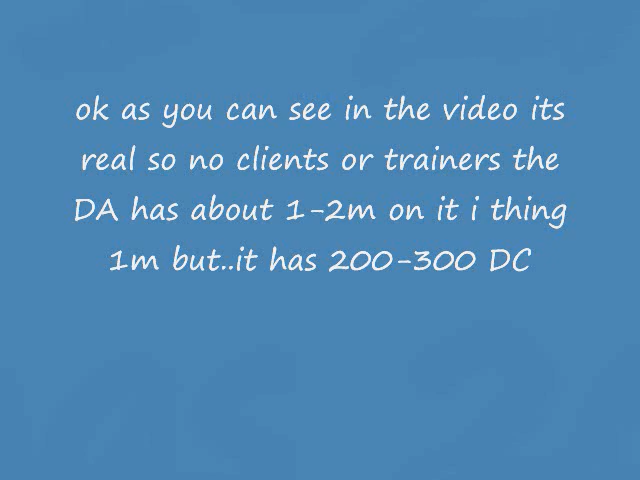 ok as you can see in the video its
real so no clients or trainers the
DA has about 1-2m on it i thing
1m but..it has 200-300 DC